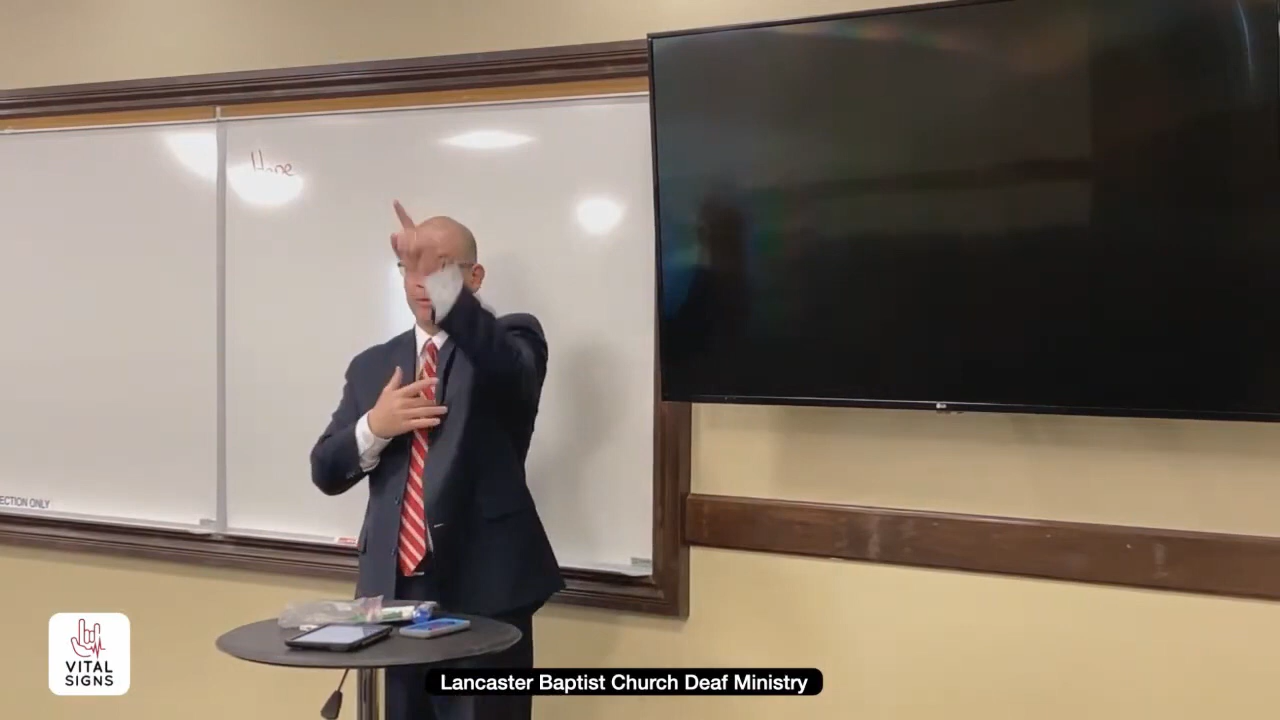 Hope
ECTION ONLY
VITAL
SIGNS
Lancaster Baptist Church Deaf Ministry